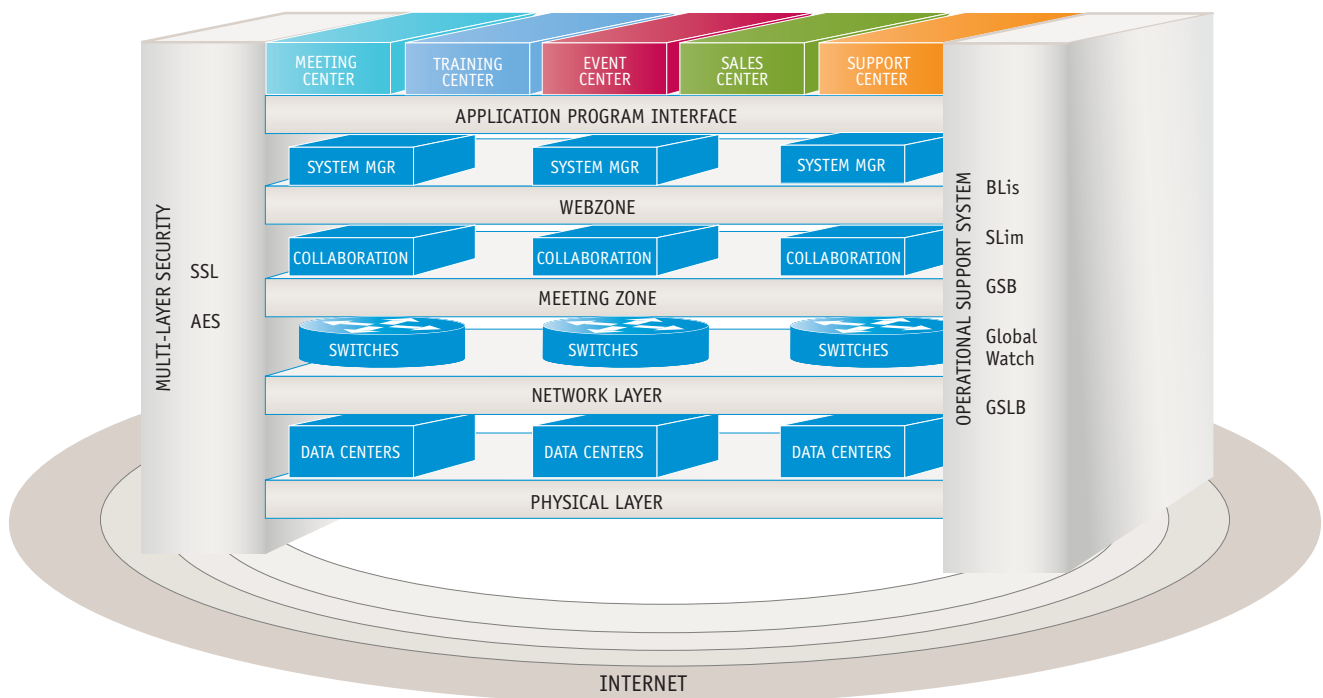 MEETING
CENTER
TRAINING
CENTER
EVENT
CENTER
SALES
CENTER
SUPPORT
CENTER
APPLICATION PROGRAM INTERFACE
SYSTEM MGR
SYSTEM MGR
SYSTEM MGR
WEBZONE
COLLABORATION
COLLABORATION
COLLABORATION
MEETING ZONE
SWITCHES
SWITCHES
SWITCHES
NETWORK LAYER
DATA CENTERS
DATA CENTERS
DATA CENTERS
PHYSICAL LAYER
MULTI-LAYER SECURITY
SSL
AES
OPERATIONAL SUPPORT SYSTEM
BLis
SLim
GSB
Global
Watch
GSLB
INTERNET